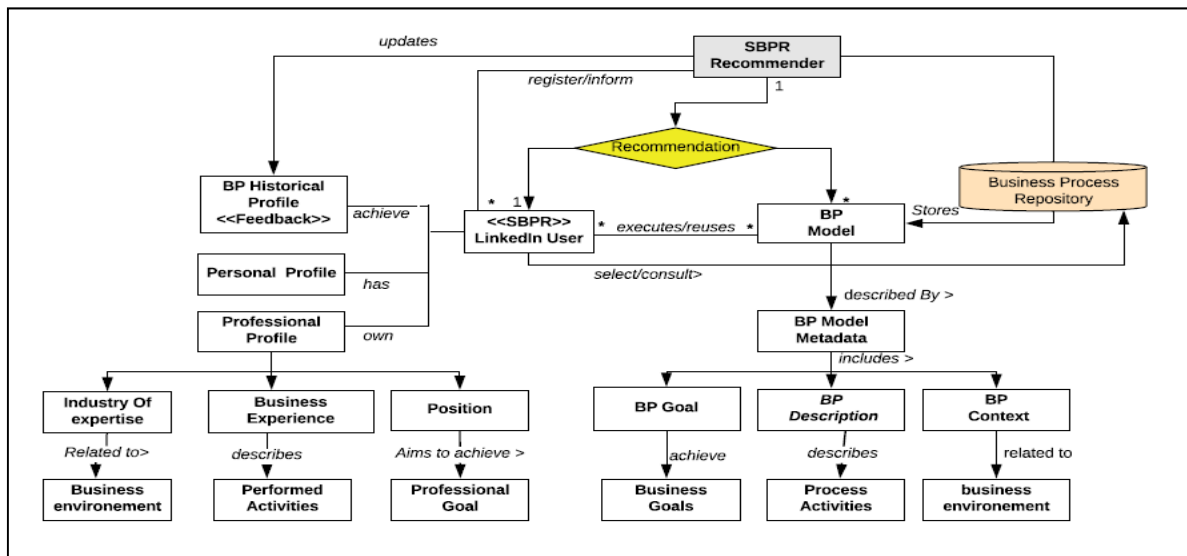 updates
SBPR
Recommender
register/inform
1
Recommendation
BP Historical
Profile
<<Feedback>>
achieve
*
1
<<SBPR>>
LinkedIn User
*
executes/reuses
*
*
BP
Model
Stores
Business Process
Repository
Personal Profile
has
select/consult>
Professional
Profile
own
described By >
BP Model
Metadata
includes >
Industry Of
expertise
Business
Experience
Position
BP Goal
BP
Description
BP
Context
Related to>
describes
Aims to achieve >
achieve
describes
related to
Business
environement
Performed
Activities
Professional
Goal
Business
Goals
Process
Activities
business
environement